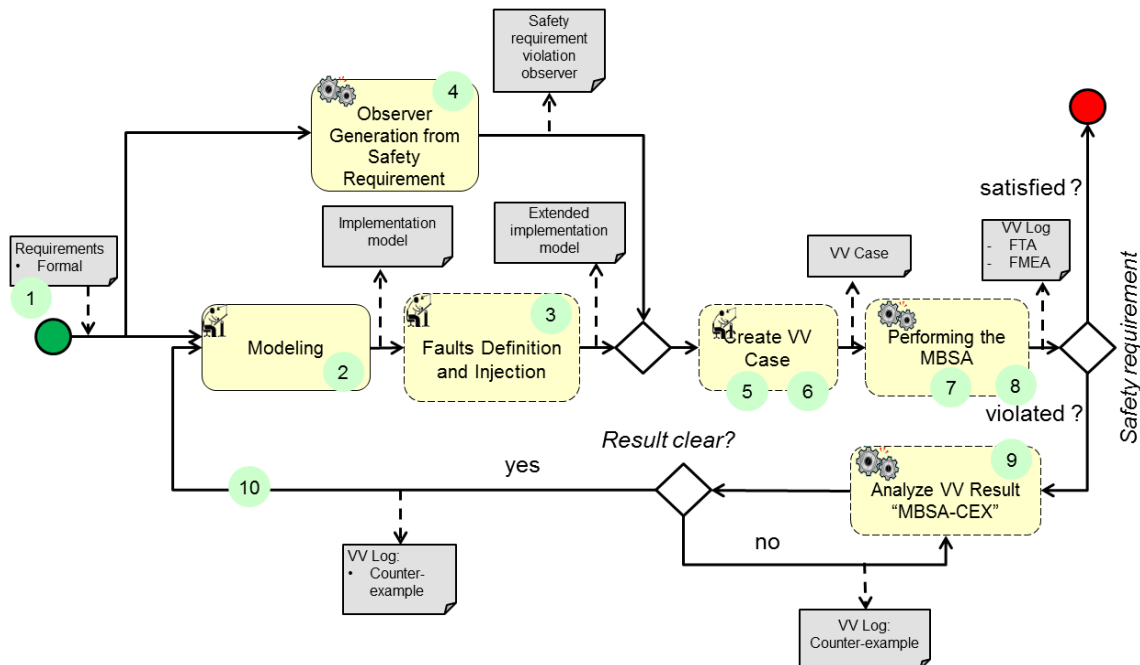 Safety
requirement
violation
observer
4
Observer
Generation from
Safety
Requirement
satisfied ?
Requirements
• Formal
1
Implementation
model
Extended
implementation
model
VV Case
VV Log
- FTA
- FMEA
Modeling
2
3
Faults Definition
and Injection
Create VV
Case
5
6
Performing the
MBSA
7
8
Safety requirement
violated ?
Result clear?
yes
10
9
Analyze VV Result
“MBSA-CEX”
no
VV Log:
• Counter-
example
VV Log:
Counter-example